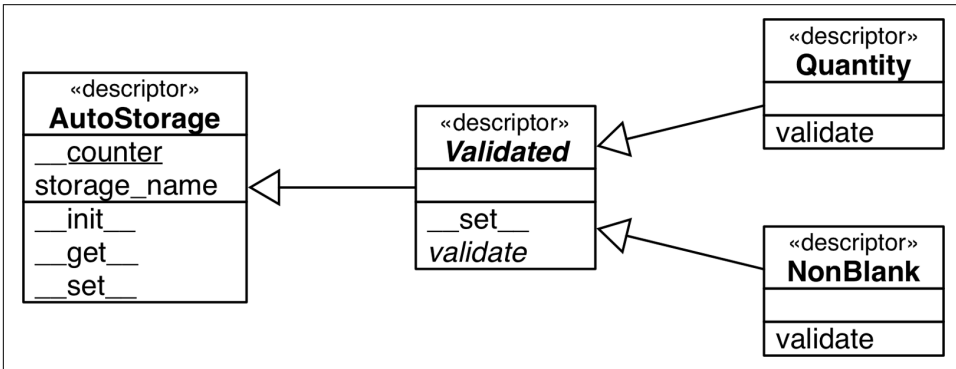 «descriptor»
AutoStorage
__counter
storage_name
__init__
__get__
__set__
«descriptor»
Validated
__set__
validate
«descriptor»
Quantity
validate
«descriptor»
NonBlank
validate